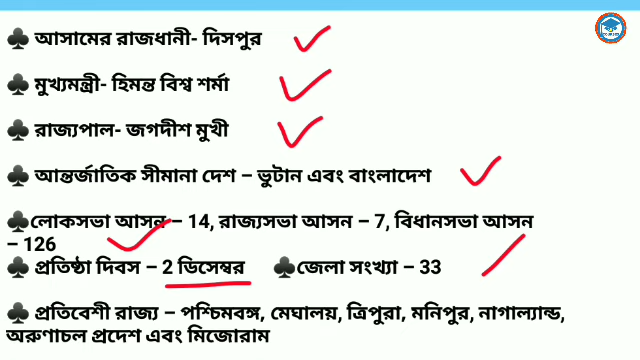 ♣ আসামের রাজধানী- দিসপুর
♣ মুখ্যমন্ত্রী- হিমন্ত বিশ্ব শর্মা
♣ রাজ্যপাল- জগদীশ মুখী
♣ আন্তর্জাতিক সীমানা দেশ – ভুটান এবং বাংলাদেশ
♣লোকসভা আসন – 14, রাজ্যসভা আসন – 7, বিধানসভা আসন
– 126
♣ প্রতিষ্ঠা দিবস – 2 ডিসেম্বর ♣জেলা সংখ্যা – 33
♣ প্রতিবেশী রাজ্য – পশ্চিমবঙ্গ, মেঘালয়, ত্রিপুরা, মনিপুর, নাগাল্যান্ড,
অরুণাচল প্রদেশ এবং মিজোরাম